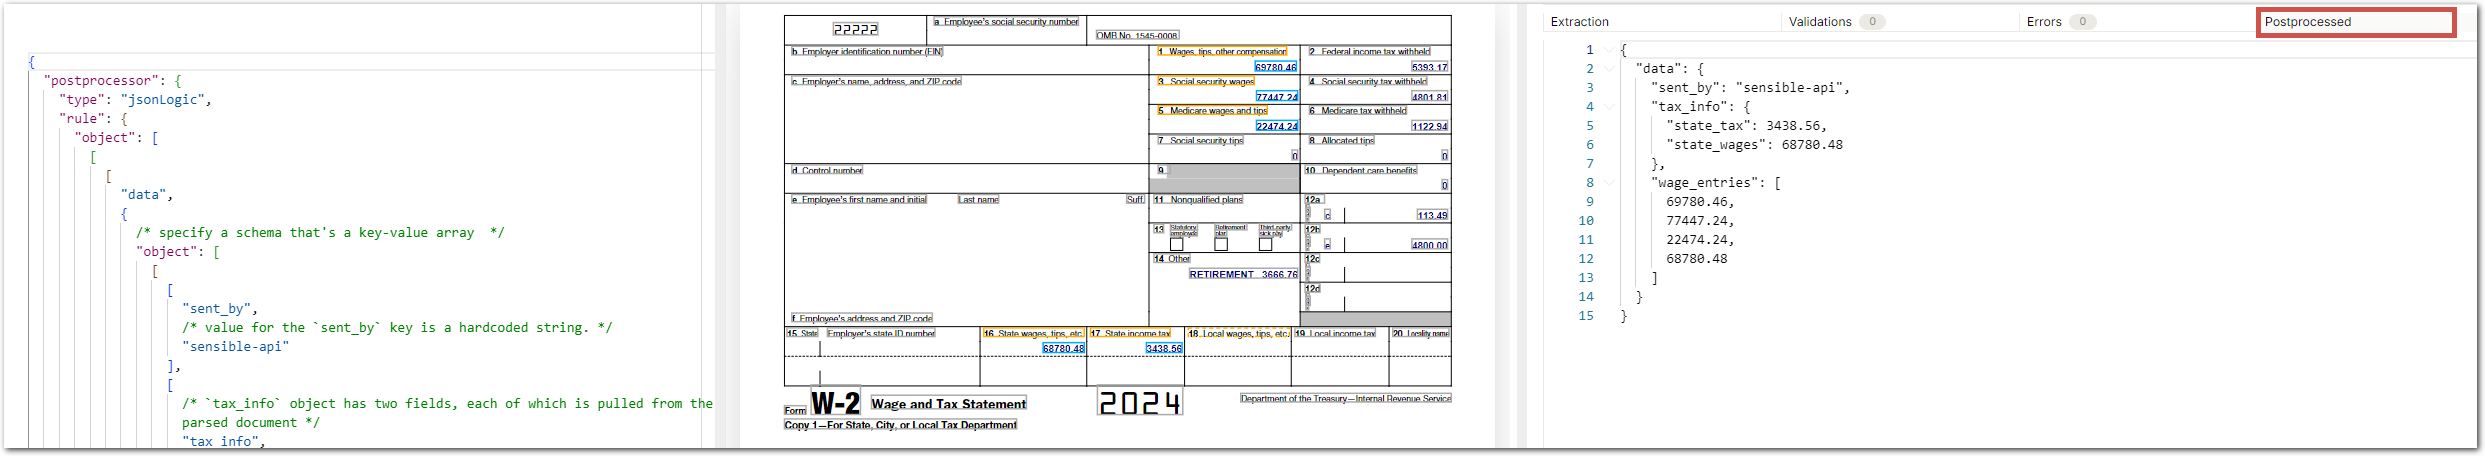 {
"postprocessor": {
"type": "jsonLogic",
"rule": {
"object": [
[
[
"data",
{
/* specify a schema that's a key-value array  */
"object": [
[
[
"sent_by",
/* value for the `sent_by` key is a hardcoded string. */
"sensible-api"
],
[
/* `tax_info` object has two fields, each of which is pulled from the
parsed document */
"tax_info",
22222
a Employee's social security number
OMB No. 1545-0008
b Employer identification number (EIN)
1 Wages, tips, other compensation
69780.46
2 Federal income tax withheld
5393.17
c Employer's name, address, and ZIP code
3 Social security wages
77447.24
4 Social security tax withheld
4801.81
5 Medicare wages and tips
22474.24
6 Medicare tax withheld
1122.94
7 Social security tips
0
8 Allocated tips
0
d Control number
9
10 Dependent care benefits
0
e Employee's first name and initial
Last name
Suff.
11 Nonqualified plans
12a
c
113.49
13
Statutory employee
Retirement plan
Third-party sick pay
12b
e
4800.00
14 Other
RETIREMENT 3666.76
12c
12d
f Employee's address and ZIP code
15 State
Employer's state ID number
16 State wages, tips, etc.
68780.48
17 State income tax
3438.56
18 Local wages, tips, etc.
19 Local income tax
20 Locality name
Form W-2 Wage and Tax Statement
2024
Department of the Treasury—Internal Revenue Service
Copy 1—For State, City, or Local Tax Department
Extraction
Validations 0
Errors 0
Postprocessed
1 {
2 "data": {
3 "sent_by": "sensible-api",
4 "tax_info": {
5 "state_tax": 3438.56,
6 "state_wages": 68780.48
7 },
8 "wage_entries": [
9 69780.46,
10 77447.24,
11 22474.24,
12 68780.48
13 ]
14 }
15 }